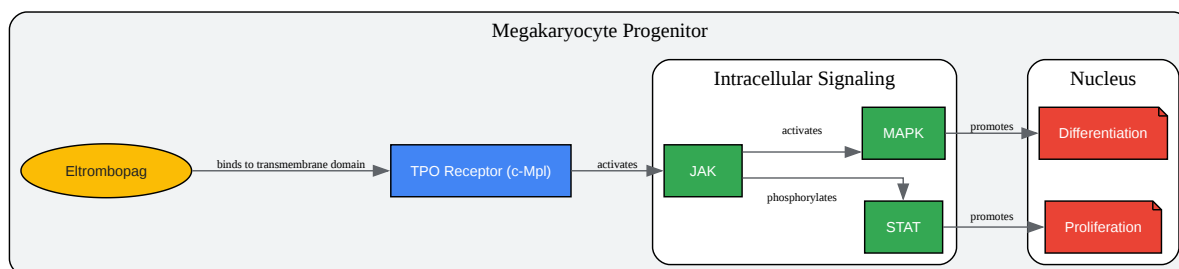 Megakaryocyte Progenitor
Intracellular Signaling
Nucleus
Eltrombopag
binds to transmembrane domain
TPO Receptor (c-Mpl)
activates
JAK
activates
MAPK
promotes
Differentiation
phosphorylates
STAT
promotes
Proliferation